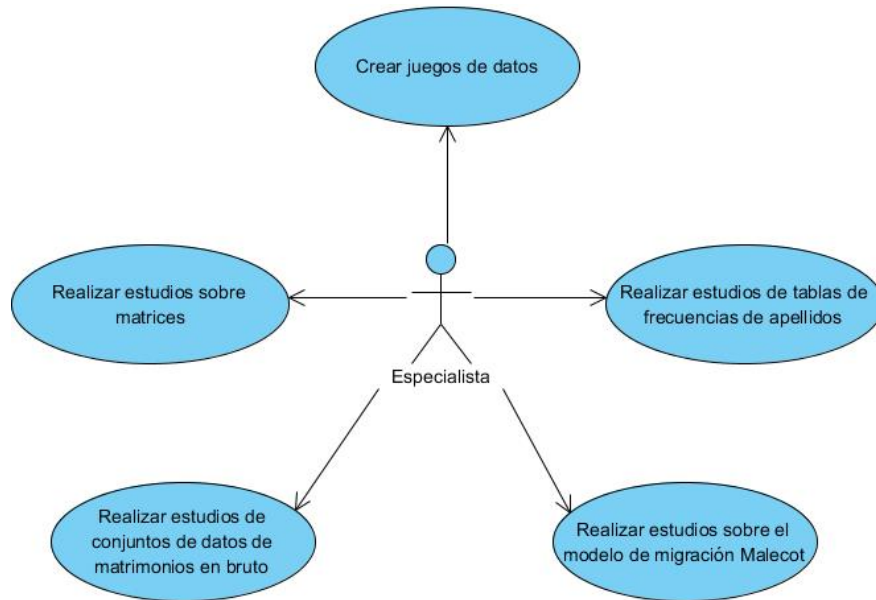 Crear juegos de datos
Realizar estudios sobre
matrices
Realizar estudios de tablas de
frecuencias de apellidos
Especialista
Realizar estudios de
conjuntos de datos de
matrimonios en bruto
Realizar estudios sobre el
modelo de migración Malecot